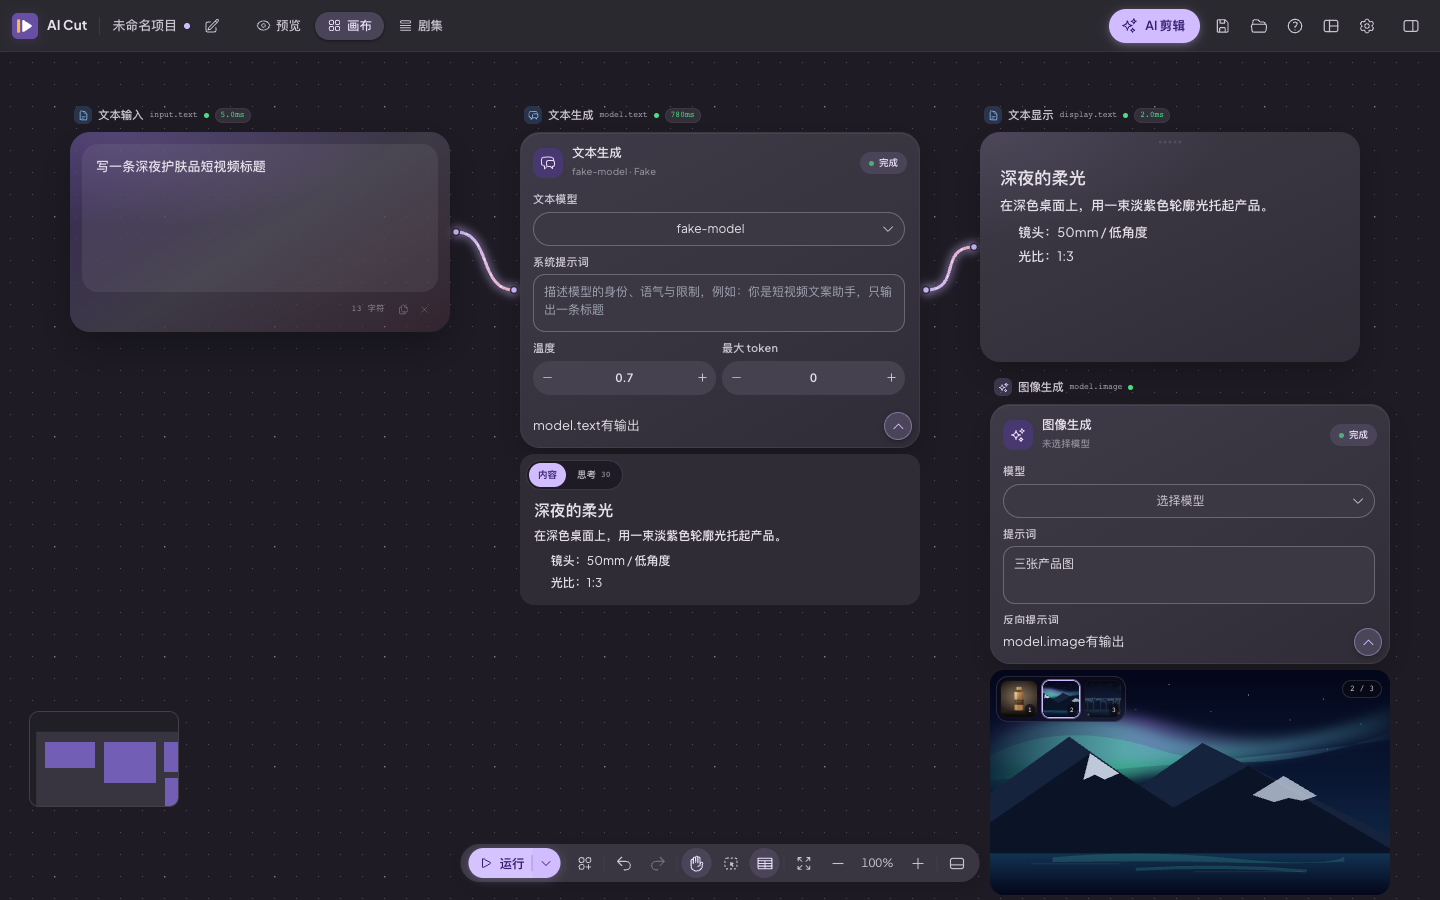 AI Cut
未命名项目
预览
画布
剧集
AI 剪辑
文本输入 input.text 5.0ms
写一条深夜护肤品短视频标题
13 字符
文本生成 model.text 780ms
文本生成
fake-model · Fake
完成
文本模型
fake-model
系统提示词
描述模型的身份、语气与限制，例如：你是短视频文案助手，只输
出一条标题
温度
最大 token
0.7
0
model.text有输出
内容
思考 30
深夜的柔光
在深色桌面上，用一束淡紫色轮廓光托起产品。
镜头：50mm / 低角度
光比：1:3
文本显示 display.text 2.0ms
深夜的柔光
在深色桌面上，用一束淡紫色轮廓光托起产品。
镜头：50mm / 低角度
光比：1:3
图像生成 model.image
图像生成
未选择模型
完成
模型
选择模型
提示词
三张产品图
反向提示词
model.image有输出
1
2
3
2 / 3
运行
100%